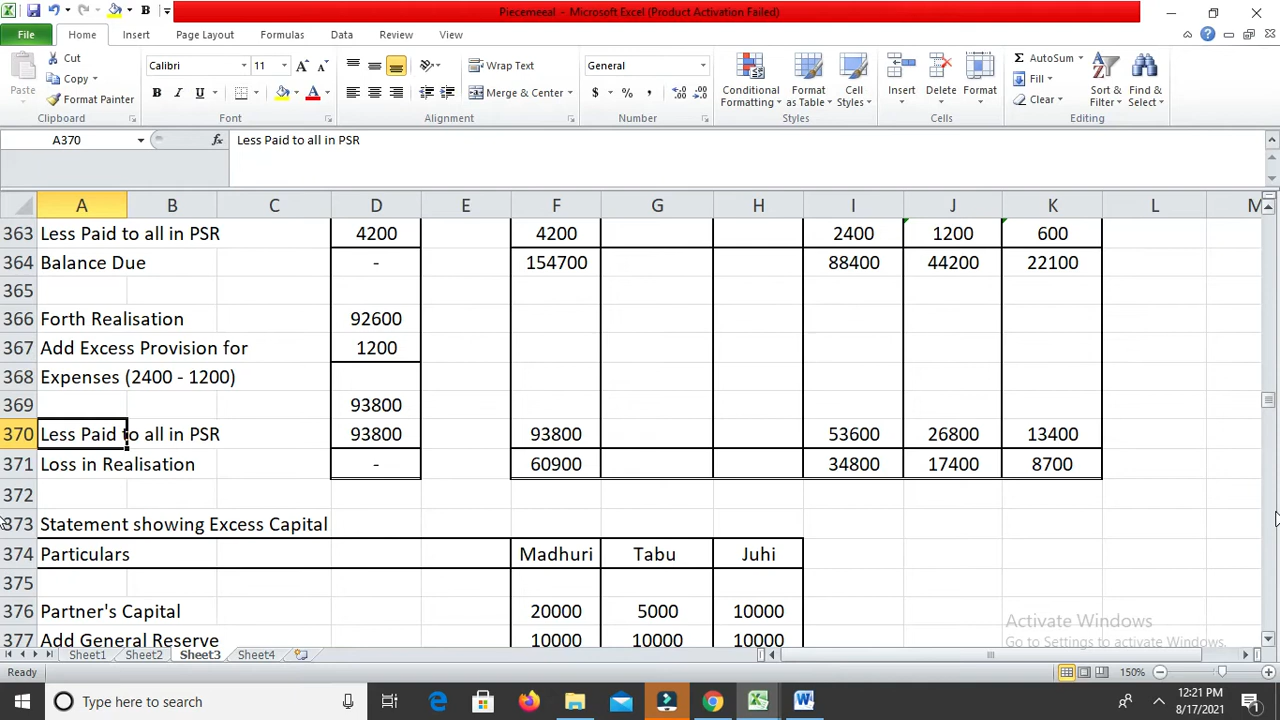 Piecemeeal - Microsoft Excel (Product Activation Failed)
File Home Insert Page Layout Formulas Data Review View
Paste Cut Copy Format Painter Clipboard
Calibri 11 B I U A Font
Wrap Text Merge & Center Alignment
General $ % , Number
Conditional Formatting Format as Table Cell Styles Styles
Insert Delete Format Cells
AutoSum Fill Clear Sort & Filter Find & Select Editing
A370 fx Less Paid to all in PSR
A B C D E F G H I J K L M
363 Less Paid to all in PSR 4200 4200 2400 1200 600
364 Balance Due - 154700 88400 44200 22100
365
366 Forth Realisation 92600
367 Add Excess Provision for 1200
368 Expenses (2400 - 1200)
369 93800
370 Less Paid to all in PSR 93800 93800 53600 26800 13400
371 Loss in Realisation - 60900 34800 17400 8700
372
373 Statement showing Excess Capital
374 Particulars Madhuri Tabu Juhi
375
376 Partner's Capital 20000 5000 10000
377 Add General Reserve 10000 10000 10000
Activate Windows
Go to Settings to activate Windows.
Sheet1 Sheet2 Sheet3 Sheet4
Ready 150%
Type here to search
12:21 PM
8/17/2021